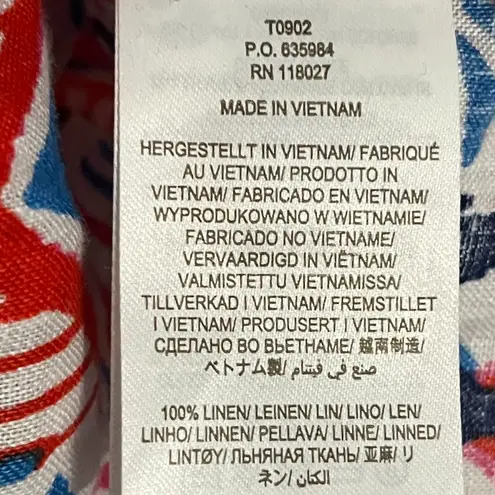 T0902
P.O. 635984
RN 118027
MADE IN VIETNAM
HERGESTELLT IN VIETNAM/ FABRIQUÉ
AU VIETNAM/ PRODOTTO IN
VIETNAM/ FABRICADO EN VIETNAM/
WYPRODUKOWANO W WIETNAMIE/
FABRICADO NO VIETNAME/
VERVAARDIGD IN VIËTNAM/
VALMISTETTU VIETNAMISSA/
TILLVERKAD I VIETNAM/ FREMSTILLET
I VIETNAM/ PRODUSERT I VIETNAM/
СДЕЛАНО ВО ВЬЕТНАМЕ/ 越南制造/
ベトナム製/ صنع في فيتنام
100% LINEN/ LEINEN/ LIN/ LINO/ LEN/
LINHO/ LINNEN/ PELLAVA/ LINNE/ LINNED/
LINTØY/ ЛЬНЯНАЯ ТКАНЬ/ 亚麻/ リ
ネン/ الكتان/